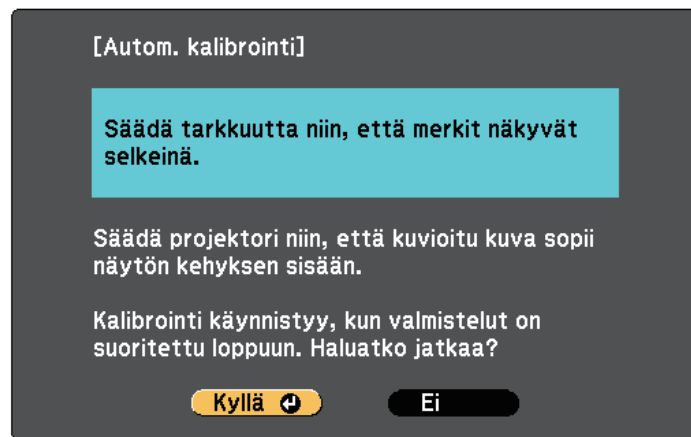 [Autom. kalibrointi]
Säädä tarkkuutta niin, että merkit näkyvät
selkeinä.
Säädä projektori niin, että kuvioitu kuva sopii
näytön kehyksen sisään.
Kalibrointi käynnistyy, kun valmistelut on
suoritettu loppuun. Haluatko jatkaa?
Kyllä Ei